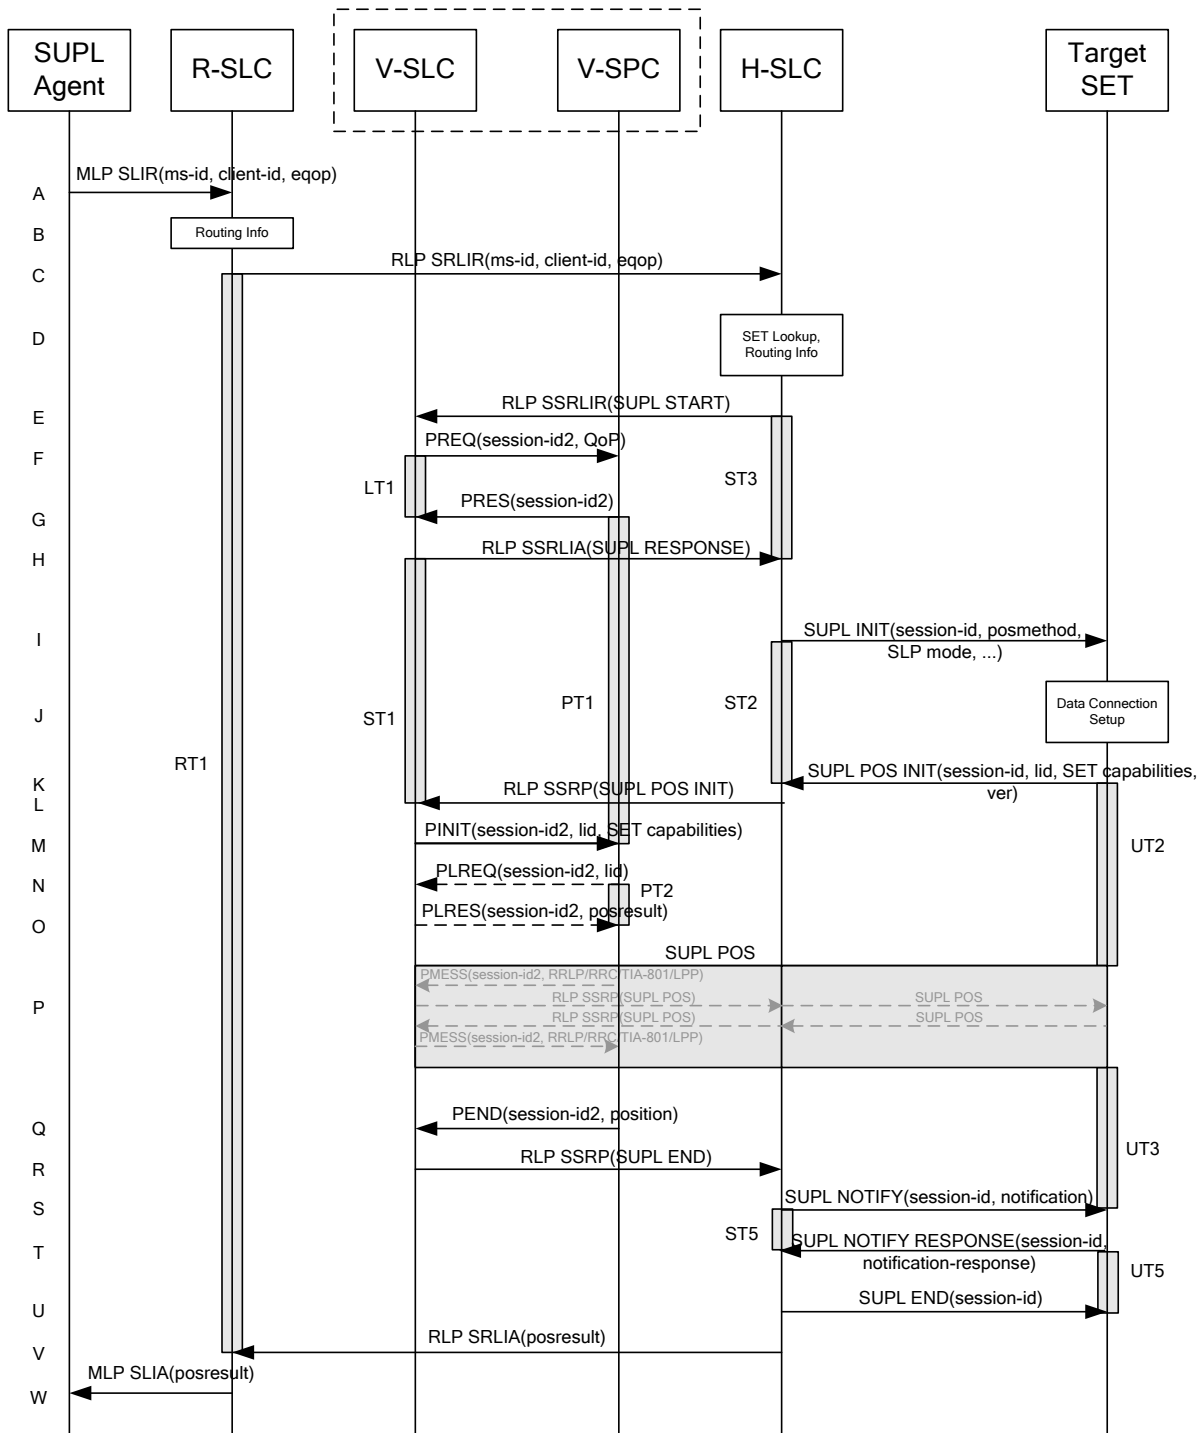 SUPL
Agent
R-SLC
V-SLC
V-SPC
H-SLC
Target
SET
MLP SLIR(ms-id, client-id, eqop)
A
B
Routing Info
RLP SRLIR(ms-id, client-id, eqop)
C
D
SET Lookup,
Routing Info
RLP SSRLIR(SUPL START)
E
PREQ(session-id2, QoP)
F
LT1
ST3
PRES(session-id2)
G
RLP SSRLIA(SUPL RESPONSE)
H
SUPL INIT(session-id, posmethod,
SLP mode, ...)
I
Data Connection
Setup
J
ST1
PT1
ST2
RT1
SUPL POS INIT(session-id, lid, SET capabilities,
ver)
K
RLP SSRP(SUPL POS INIT)
L
PINIT(session-id2, lid, SET capabilities)
M
UT2
PLREQ(session-id2, lid)
N
PT2
PLRES(session-id2, posresult)
O
SUPL POS
PMESS(session-id2, RRLP/RRC/TIA-801/LPP)
RLP SSRP(SUPL POS)
SUPL POS
P
RLP SSRP(SUPL POS)
SUPL POS
PMESS(session-id2, RRLP/RRC/TIA-801/LPP)
PEND(session-id2, position)
Q
UT3
RLP SSRP(SUPL END)
R
SUPL NOTIFY(session-id, notification)
S
ST5
SUPL NOTIFY RESPONSE(session-id,
notification-response)
T
UT5
SUPL END(session-id)
U
RLP SRLIA(posresult)
V
MLP SLIA(posresult)
W